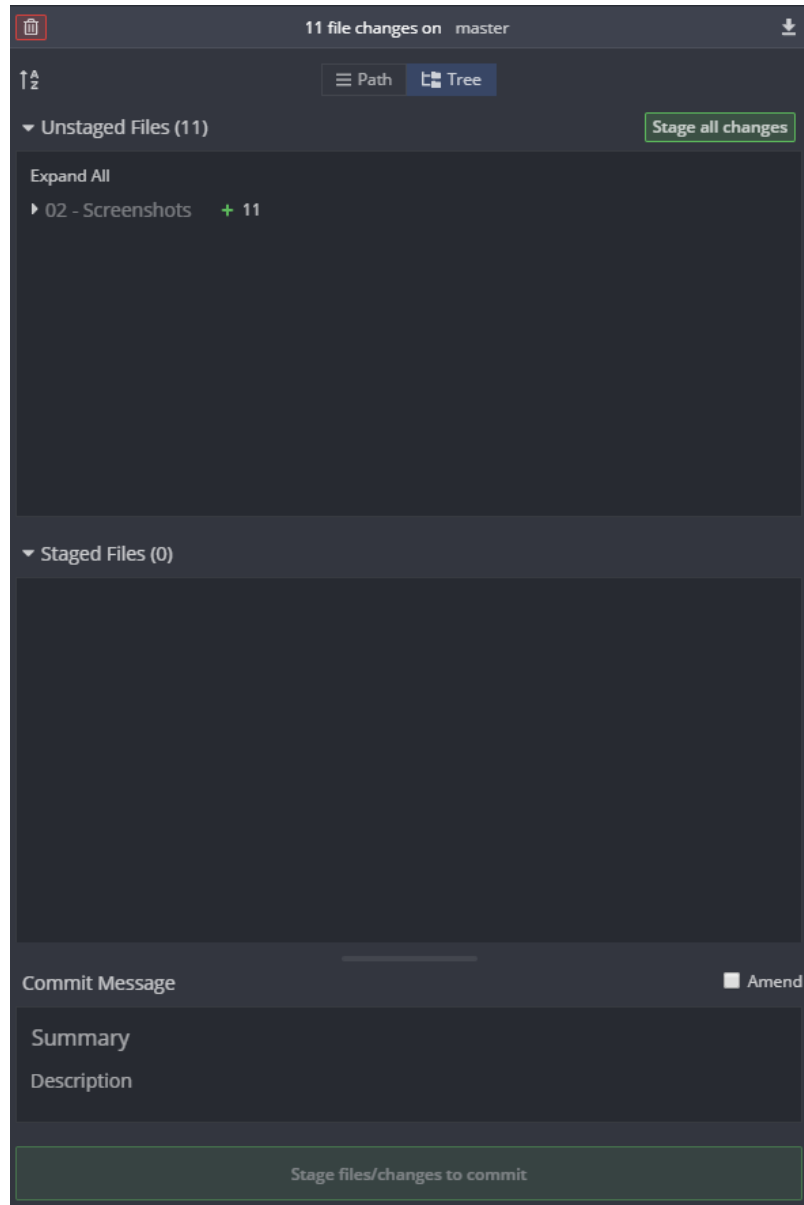 11 file changes on master
A
Z
Path Tree
Unstaged Files (11) Stage all changes
Expand All
02 - Screenshots + 11
Staged Files (0)
Commit Message Amend
Summary
Description
Stage files/changes to commit